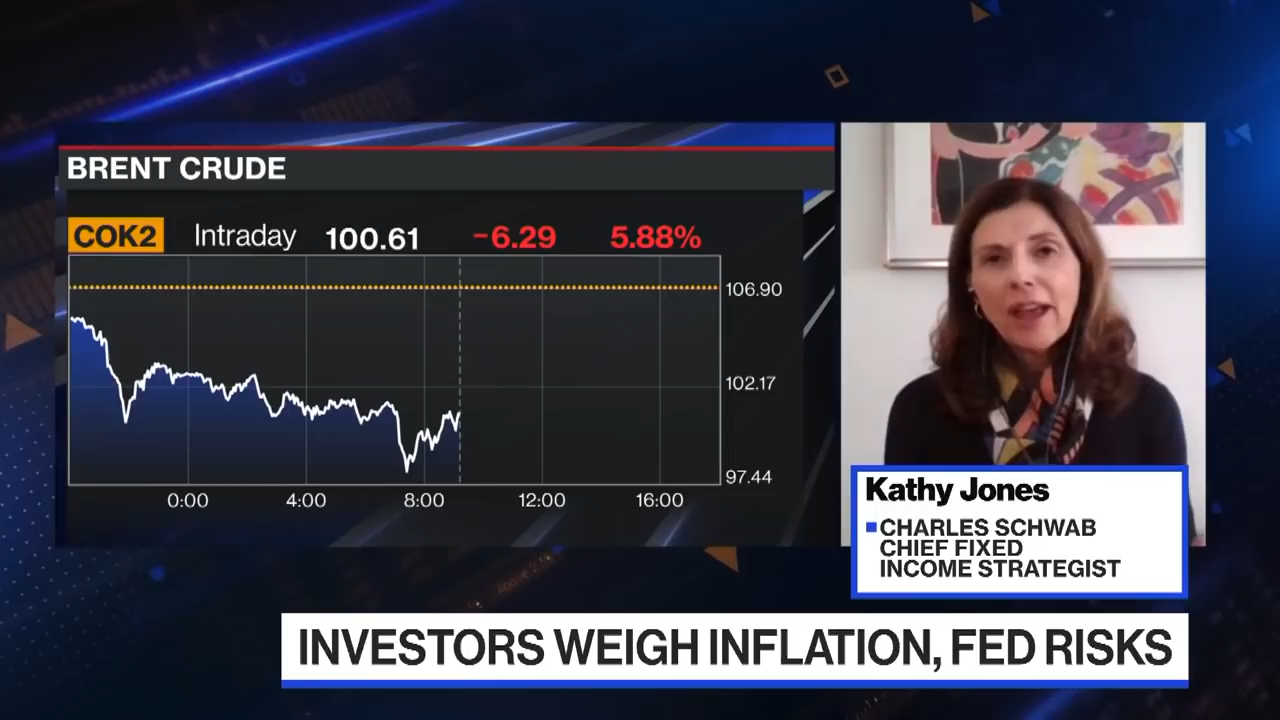 BRENT CRUDE
COK2 Intraday 100.61 -6.29 5.88%
106.90
102.17
97.44
0:00 4:00 8:00 12:00 16:00
Kathy Jones
CHARLES SCHWAB
CHIEF FIXED
INCOME STRATEGIST
INVESTORS WEIGH INFLATION, FED RISKS